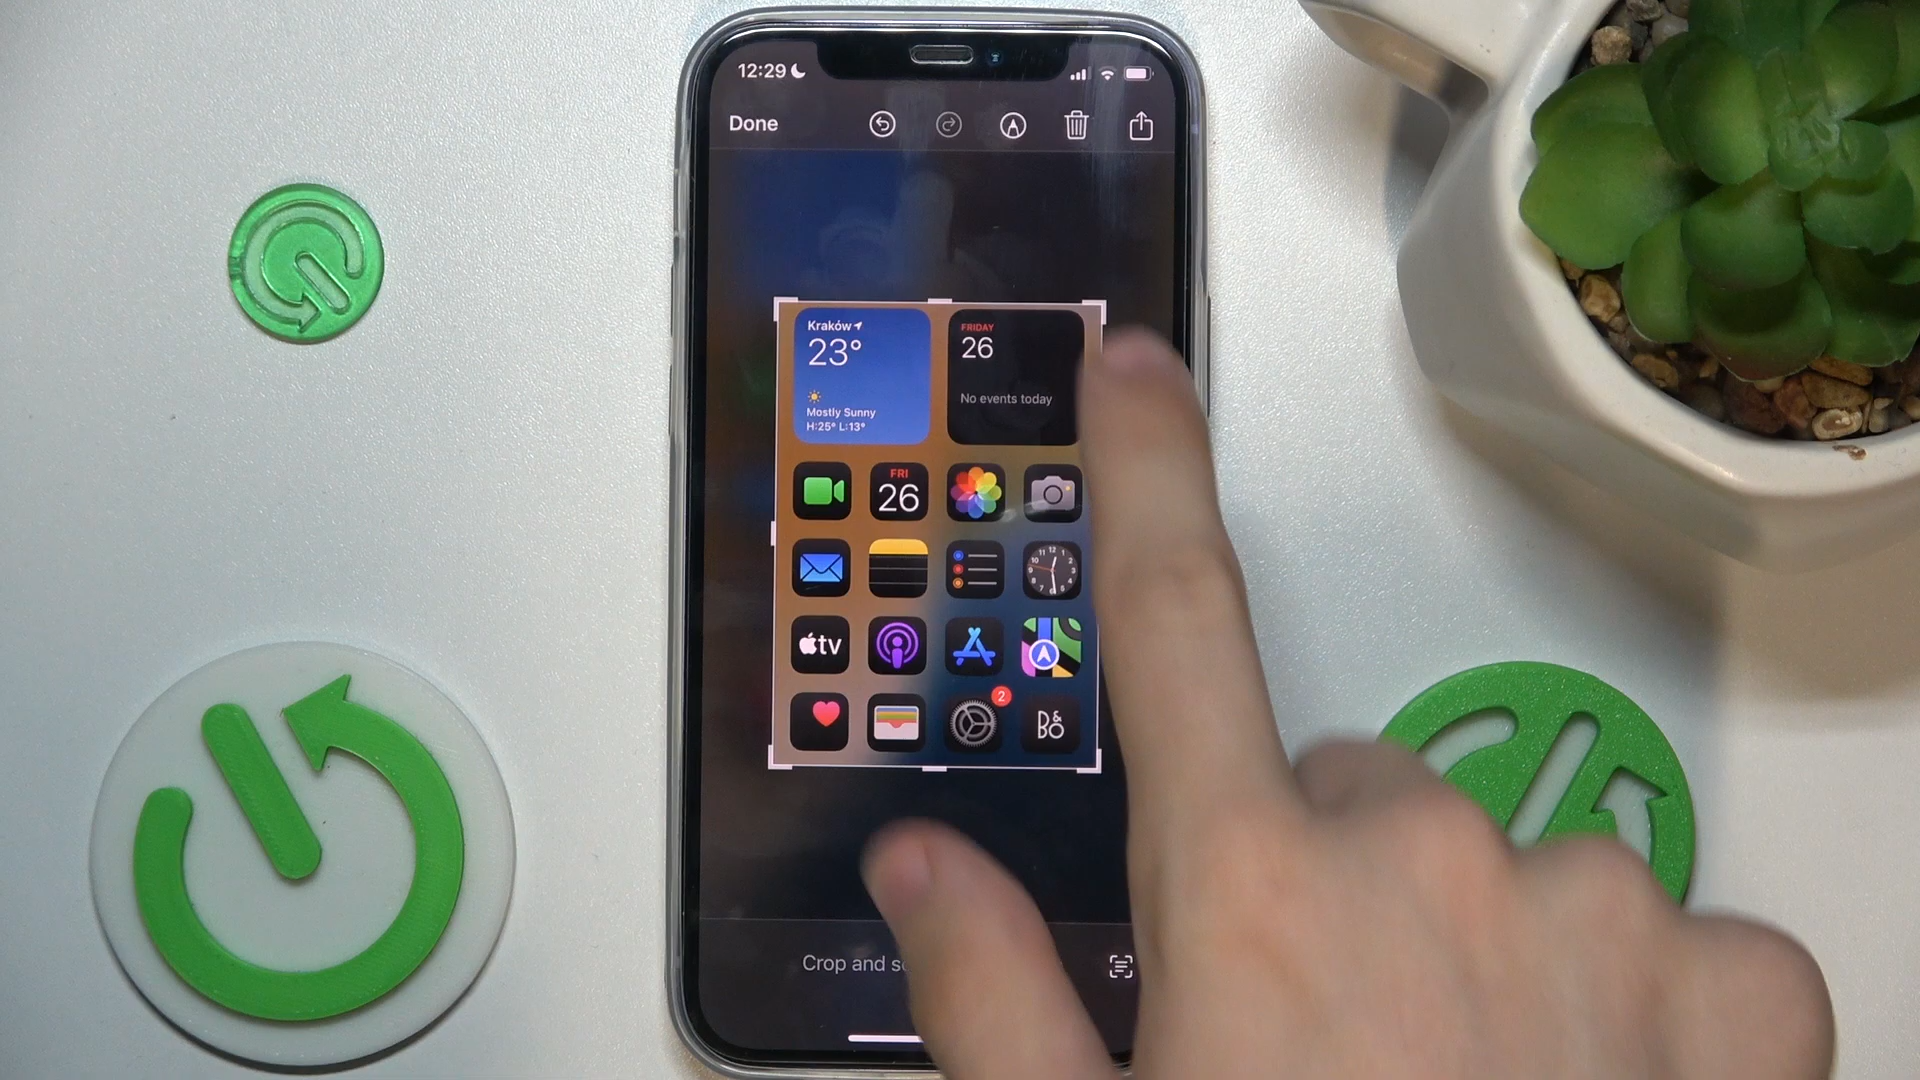 12:29
Done
Kraków
23°
Mostly Sunny
H:25° L:13°
FRIDAY
26
No events today
FRI
26
tv
2
B&O
Crop and